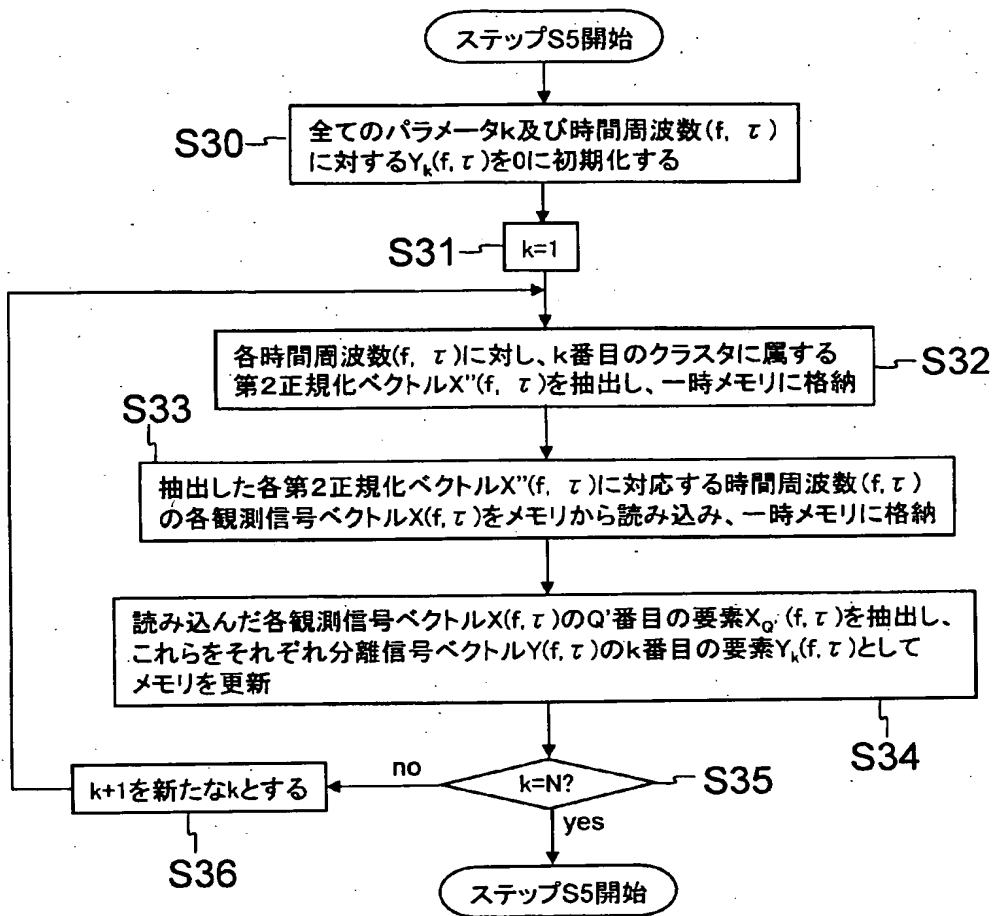 ステップS5開始
S30
全てのパラメータk及び時間周波数(f, τ)
に対するYk(f,τ)を0に初期化する
S31
k=1
各時間周波数(f, τ)に対し、k番目のクラスタに属する
第2正規化ベクトルX''(f, τ)を抽出し、一時メモリに格納
S32
S33
抽出した各第2正規化ベクトルX''(f, τ)に対応する時間周波数(f,τ)
の各観測信号ベクトルX(f,τ)をメモリから読み込み、一時メモリに格納
読み込んだ各観測信号ベクトルX(f,τ)のQ'番目の要素XQ'(f,τ)を抽出し、
これらをそれぞれ分離信号ベクトルY(f,τ)のk番目の要素Yk(f,τ)として
メモリを更新
S34
k=N?
S35
no
k+1を新たなkとする
S36
yes
ステップS5開始